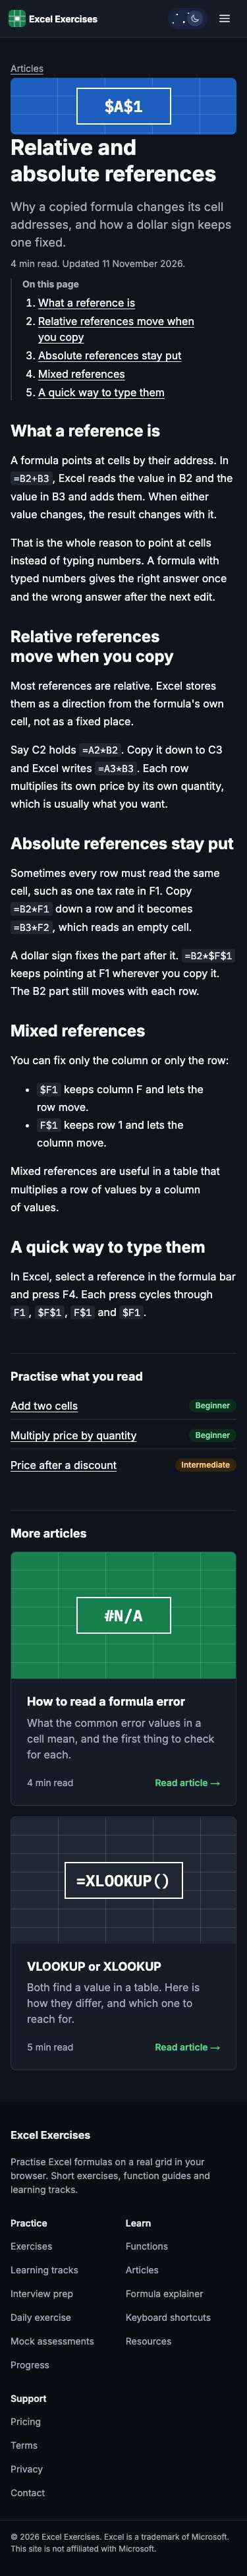 Excel Exercises
Articles
$A$1
Relative and
absolute references
Why a copied formula changes its cell
addresses, and how a dollar sign keeps
one fixed.
4 min read. Updated 11 November 2026.
On this page
1. What a reference is
2. Relative references move when
you copy
3. Absolute references stay put
4. Mixed references
5. A quick way to type them
What a reference is
A formula points at cells by their address. In
=B2+B3, Excel reads the value in B2 and the
value in B3 and adds them. When either
value changes, the result changes with it.
That is the whole reason to point at cells
instead of typing numbers. A formula with
typed numbers gives the right answer once
and the wrong answer after the next edit.
Relative references
move when you copy
Most references are relative. Excel stores
them as a direction from the formula's own
cell, not as a fixed place.
Say C2 holds =A2*B2. Copy it down to C3
and Excel writes =A3*B3. Each row
multiplies its own price by its own quantity,
which is usually what you want.
Absolute references stay put
Sometimes every row must read the same
cell, such as one tax rate in F1. Copy
=B2*F1 down a row and it becomes
=B3*F2, which reads an empty cell.
A dollar sign fixes the part after it. =B2*$F$1
keeps pointing at F1 wherever you copy it.
The B2 part still moves with each row.
Mixed references
You can fix only the column or only the row:
• $F1 keeps column F and lets the
row move.
• F$1 keeps row 1 and lets the
column move.
Mixed references are useful in a table that
multiplies a row of values by a column
of values.
A quick way to type them
In Excel, select a reference in the formula bar
and press F4. Each press cycles through
F1, $F$1, F$1 and $F1.
Practise what you read
Add two cells Beginner
Multiply price by quantity Beginner
Price after a discount Intermediate
More articles
#N/A
How to read a formula error
What the common error values in a
cell mean, and the first thing to check
for each.
4 min read Read article →
=XLOOKUP()
VLOOKUP or XLOOKUP
Both find a value in a table. Here is
how they differ, and which one to
reach for.
5 min read Read article →
Excel Exercises
Practise Excel formulas on a real grid in your
browser. Short exercises, function guides and
learning tracks.
Practice
Exercises
Learning tracks
Interview prep
Daily exercise
Mock assessments
Progress
Learn
Functions
Articles
Formula explainer
Keyboard shortcuts
Resources
Support
Pricing
Terms
Privacy
Contact
© 2026 Excel Exercises. Excel is a trademark of Microsoft.
This site is not affiliated with Microsoft.